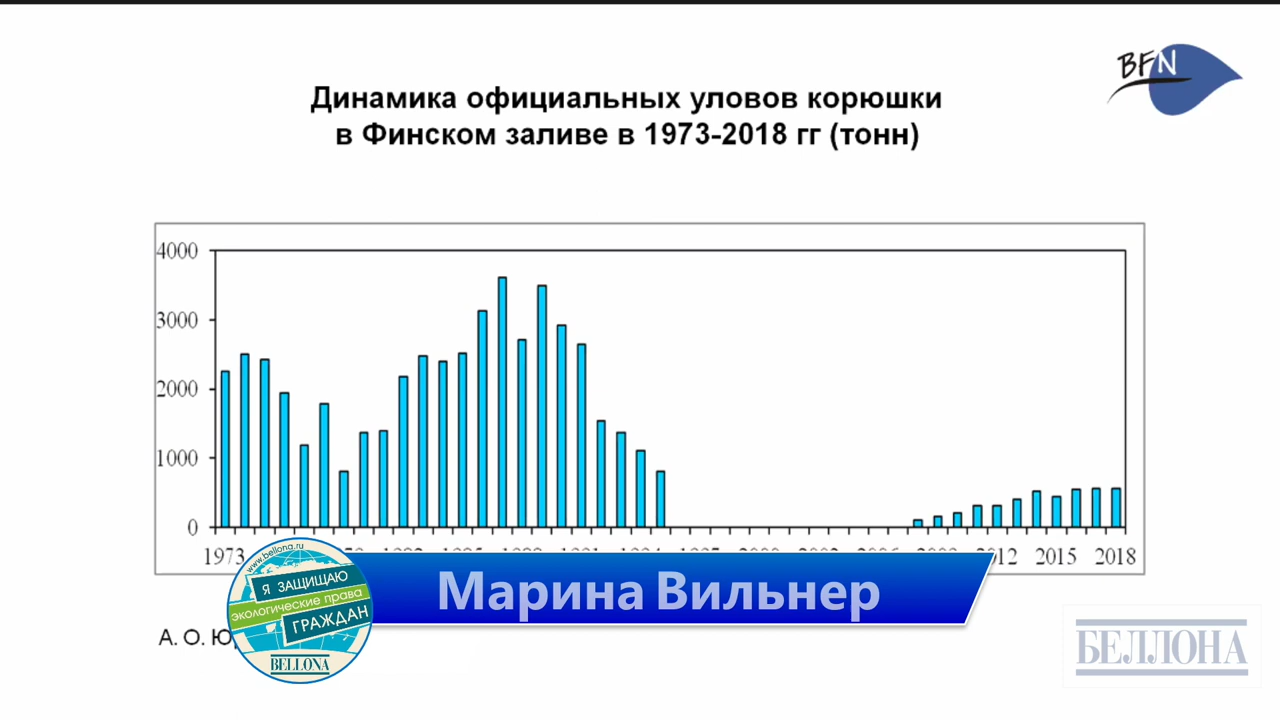 BFN
Динамика официальных уловов корюшки
в Финском заливе в 1973-2018 гг (тонн)
4000
3000
2000
1000
0
1973 2012 2015 2018
Марина Вильнер
www.bellona.ru
Я ЗАЩИЩАЮ
экологические права
ГРАЖДАН
BELLONA
А. О.
БЕЛЛОНА